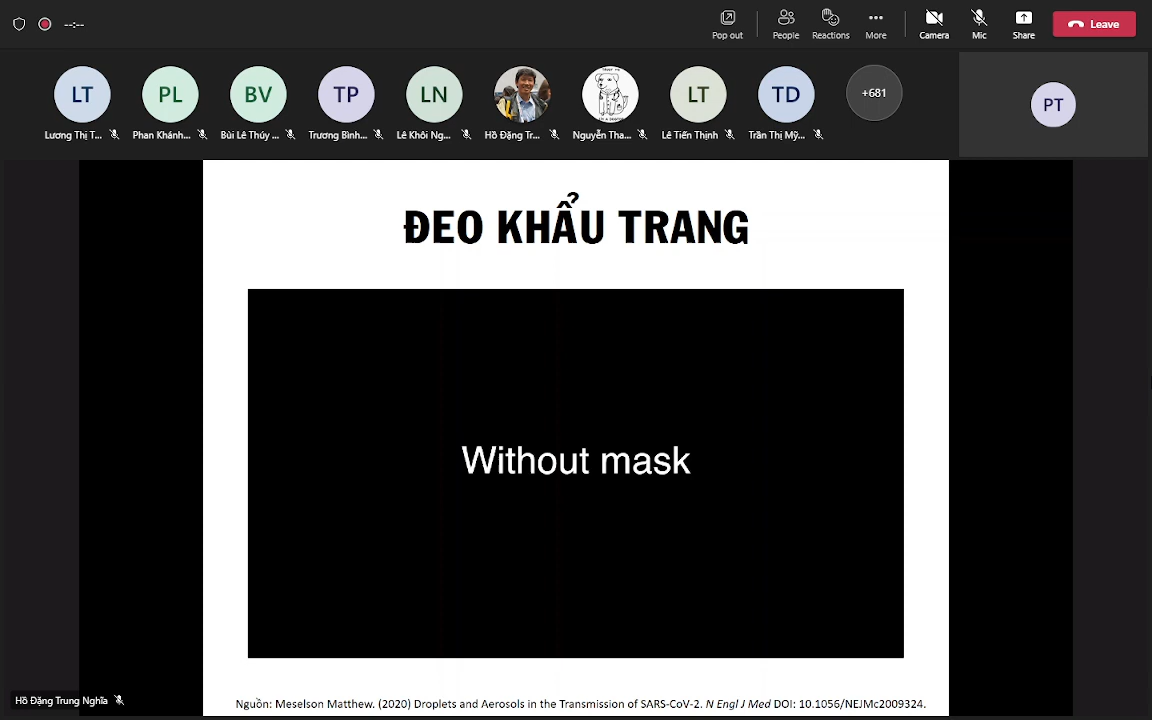 --:--
Pop out
People
Reactions
More
Camera
Mic
Share
Leave
LT
PL
BV
TP
LN
LT
TD
+681
PT
Lương Thị T...
Phan Khánh...
Bùi Lê Thúy ...
Trương Bình...
Lê Khôi Ng...
Hồ Đặng Tr...
Nguyễn Tha...
Lê Tiến Thịnh
Trần Thị Mỹ...
ĐEO KHẨU TRANG
Without mask
Hồ Đặng Trung Nghĩa
Nguồn: Meselson Matthew. (2020) Droplets and Aerosols in the Transmission of SARS-CoV-2. N Engl J Med DOI: 10.1056/NEJMc2009324.